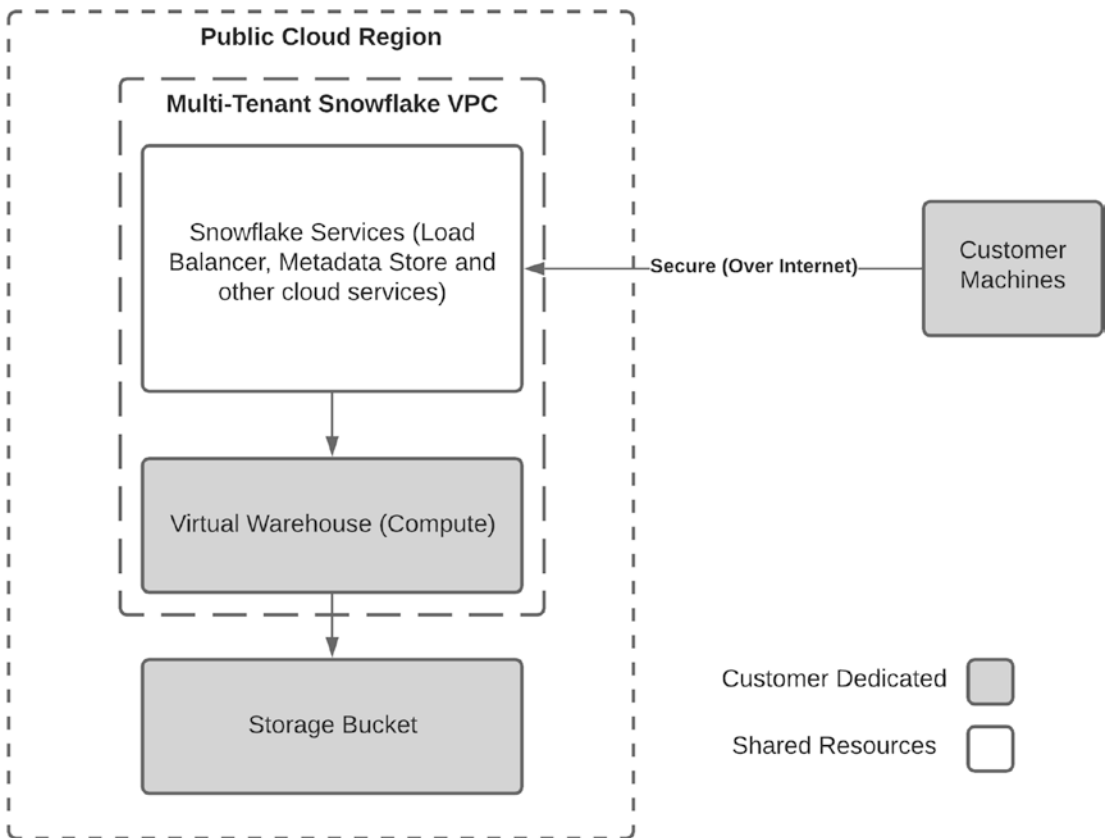 Public Cloud Region
Multi-Tenant Snowflake VPC
Snowflake Services (Load
Balancer, Metadata Store and
other cloud services)
Secure (Over Internet)
Customer
Machines
Virtual Warehouse (Compute)
Storage Bucket
Customer Dedicated
Shared Resources